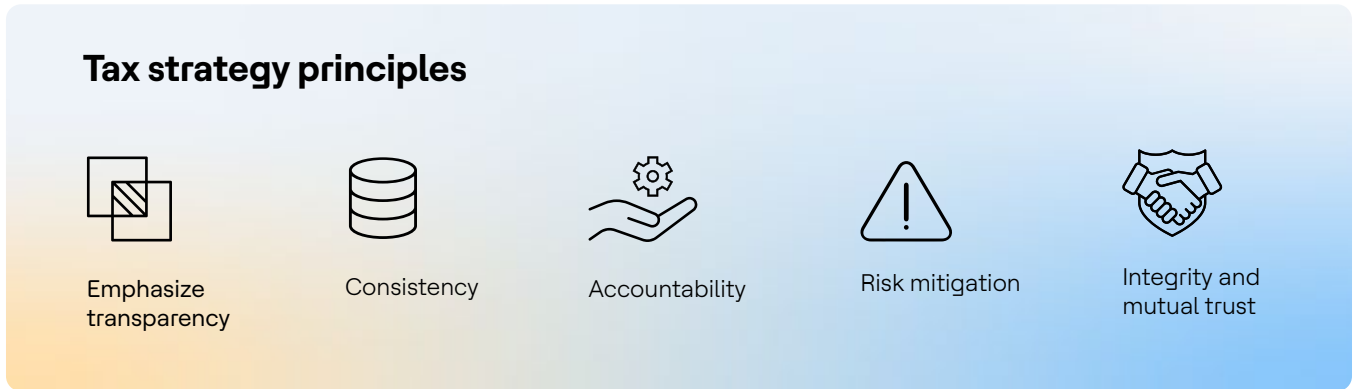 Tax strategy principles
Emphasize
transparency
Consistency
Accountability
Risk mitigation
Integrity and
mutual trust